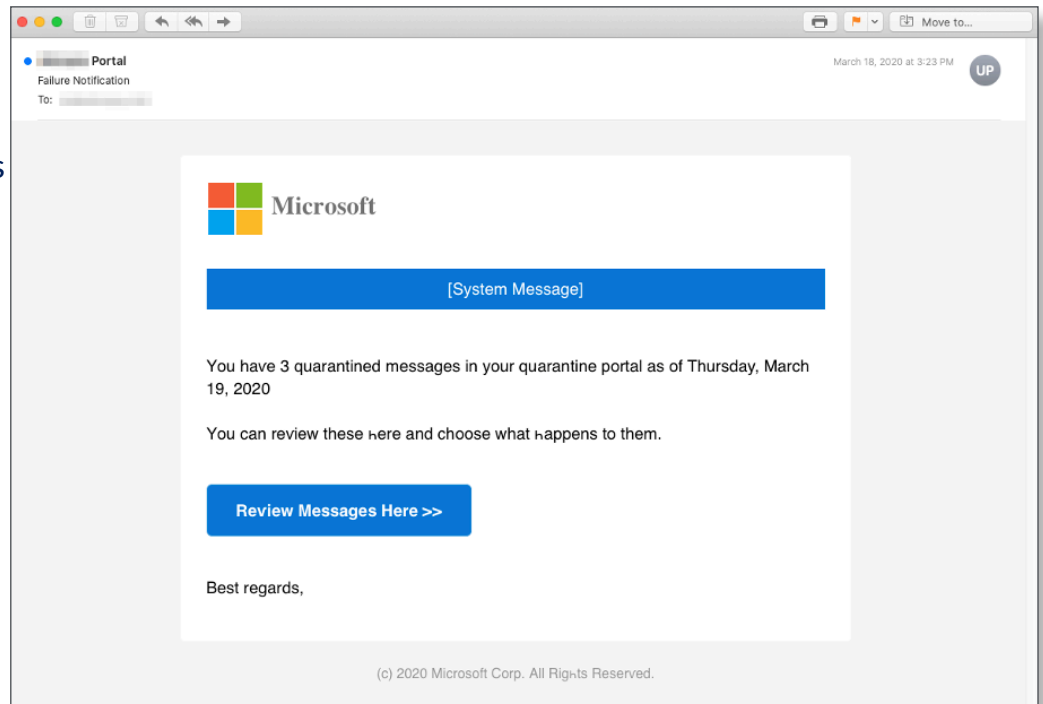 Move to...
Portal
March 18, 2020 at 3:23 PM
UP
Failure Notification
To:
s
Microsoft
[System Message]
You have 3 quarantined messages in your quarantine portal as of Thursday, March
19, 2020
You can review these ʜere and choose what ʜappens to them.
Review Messages Here >>
Best regards,
(c) 2020 Microsoft Corp. All Rigʜts Reserved.